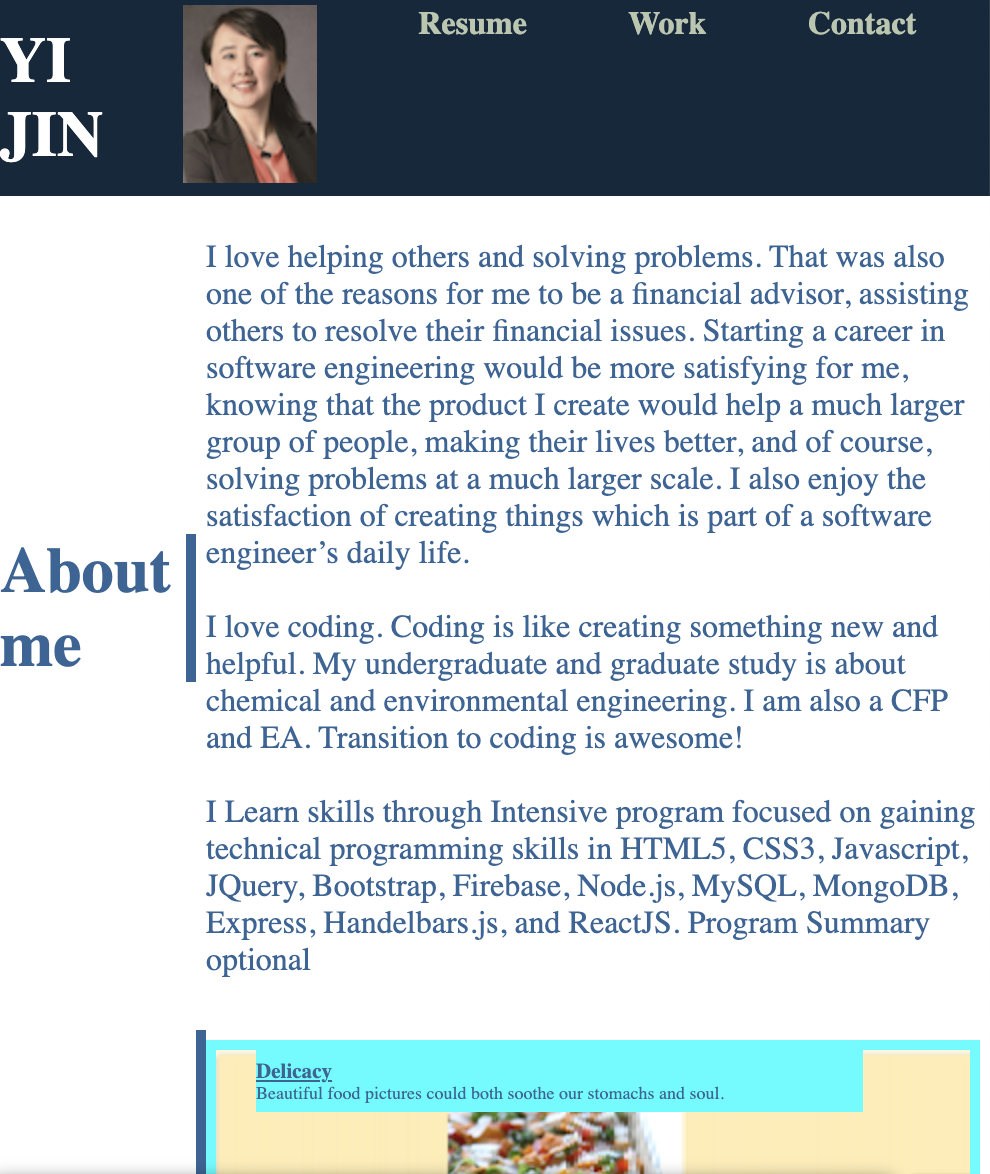 YI
JIN
Resume Work Contact
I love helping others and solving problems. That was also
one of the reasons for me to be a financial advisor, assisting
others to resolve their financial issues. Starting a career in
software engineering would be more satisfying for me,
knowing that the product I create would help a much larger
group of people, making their lives better, and of course,
solving problems at a much larger scale. I also enjoy the
satisfaction of creating things which is part of a software
engineer’s daily life.
About
me
I love coding. Coding is like creating something new and
helpful. My undergraduate and graduate study is about
chemical and environmental engineering. I am also a CFP
and EA. Transition to coding is awesome!
I Learn skills through Intensive program focused on gaining
technical programming skills in HTML5, CSS3, Javascript,
JQuery, Bootstrap, Firebase, Node.js, MySQL, MongoDB,
Express, Handelbars.js, and ReactJS. Program Summary
optional
Delicacy
Beautiful food pictures could both soothe our stomachs and soul.